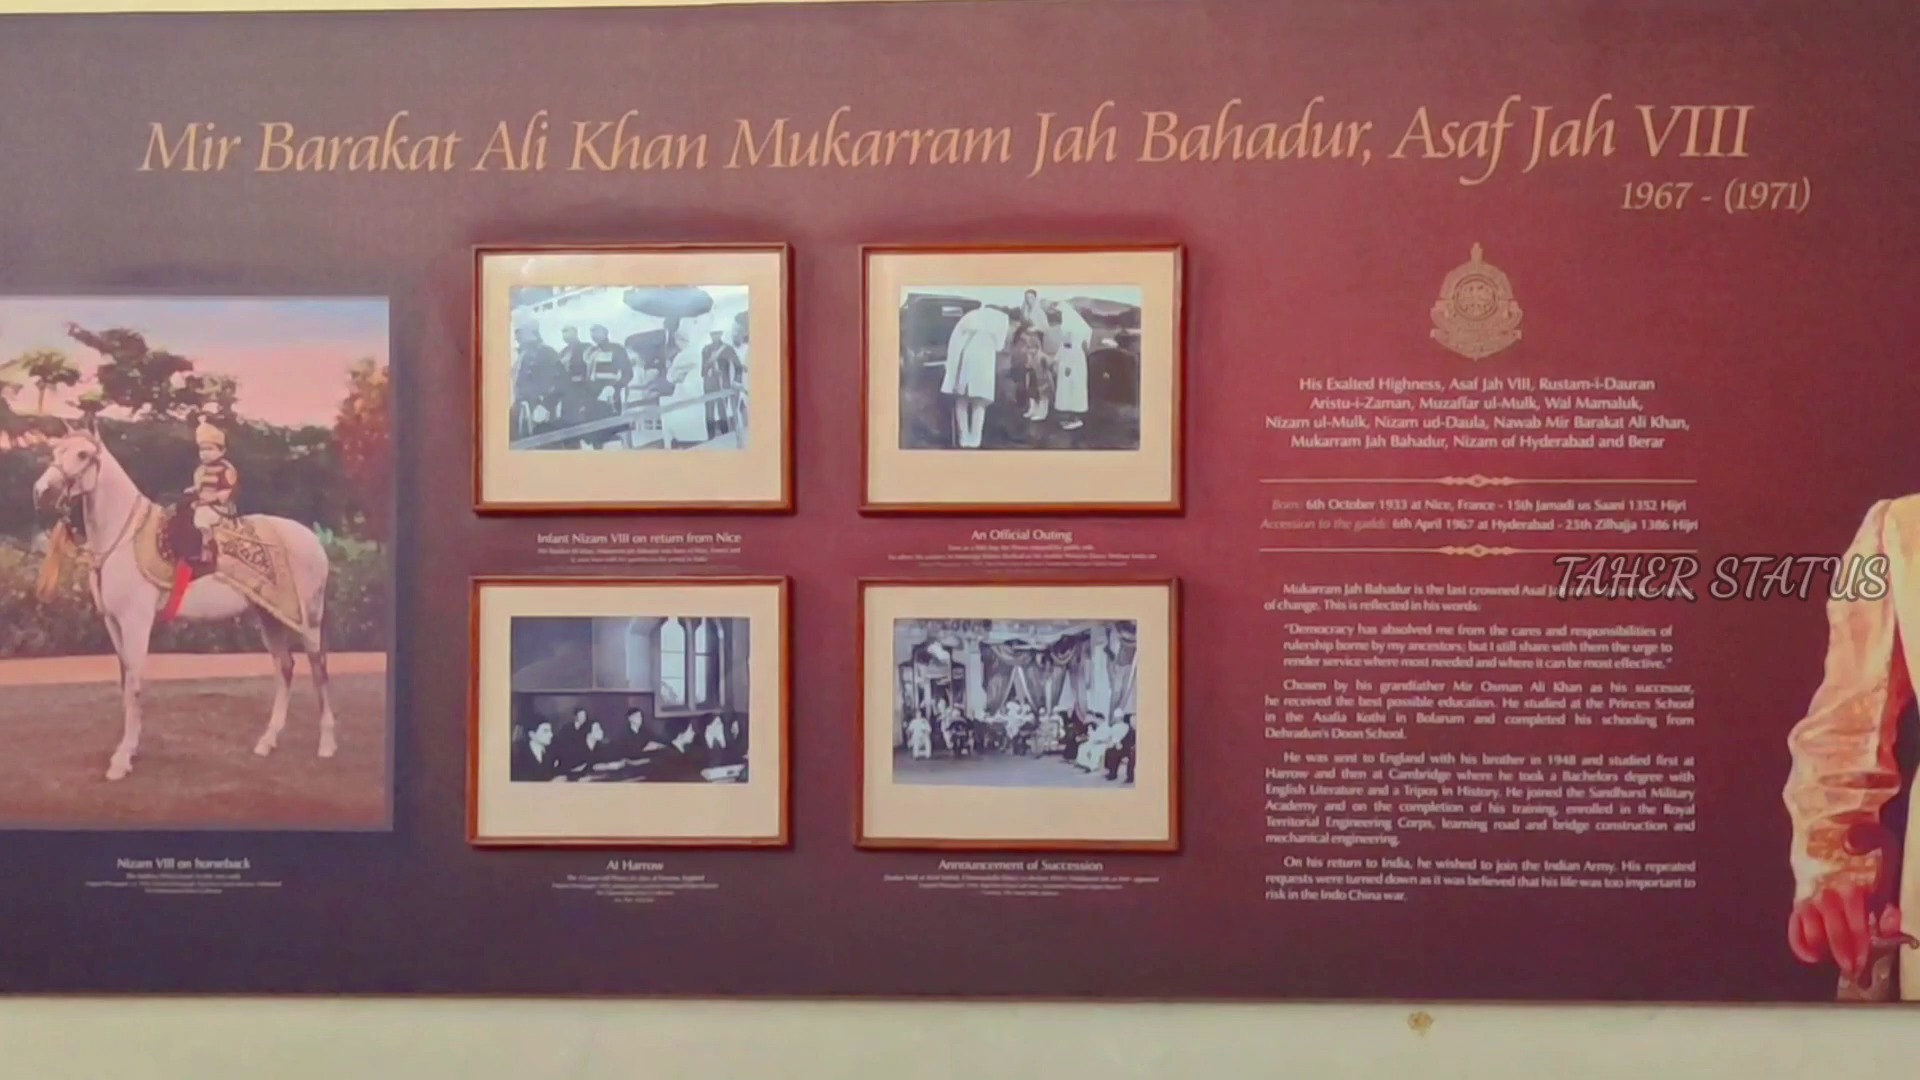 Mir Barakat Ali Khan Mukarram Jah Bahadur, Asaf Jah VIII
1967 - (1971)
Nizam VIII on horseback
Infant Nizam VIII on return from Nice
An Official Outing
At Harrow
Announcement of Succession
His Exalted Highness, Asaf Jah VIII, Rustam-i-Dauran
Aristu-i-Zaman, Muzaffar ul-Mulk, Wal Mamaluk,
Nizam ul-Mulk, Nizam ud-Daula, Nawab Mir Barakat Ali Khan,
Mukarram Jah Bahadur, Nizam of Hyderabad and Berar
Born: 6th October 1933 at Nice, France - 15th Jamadi us Saani 1352 Hijri
Accession to the gaddi: 6th April 1967 at Hyderabad - 25th Zilhajja 1386 Hijri
TAHER STATUS
Mukarram Jah Bahadur is the last crowned Asaf
of change. This is reflected in his words:
"Democracy has absolved me from the cares and responsibilities of
rulership borne by my ancestors; but I still share with them the urge to
render service where most needed and where it can be most effective."
Chosen by his grandfather Mir Osman Ali Khan as his successor,
he received the best possible education. He studied at the Princes School
in the Asafia Kothi in Bolarum and completed his schooling from
Dehradun's Doon School.
He was sent to England with his brother in 1948 and studied first at
Harrow and then at Cambridge where he took a Bachelors degree with
English Literature and a Tripos in History. He joined the Sandhurst Military
Academy and on the completion of his training, enrolled in the Royal
Territorial Engineering Corps, learning road and bridge construction and
mechanical engineering.
On his return to India, he wished to join the Indian Army. His repeated
requests were turned down as it was believed that his life was too important to
risk in the Indo China war.